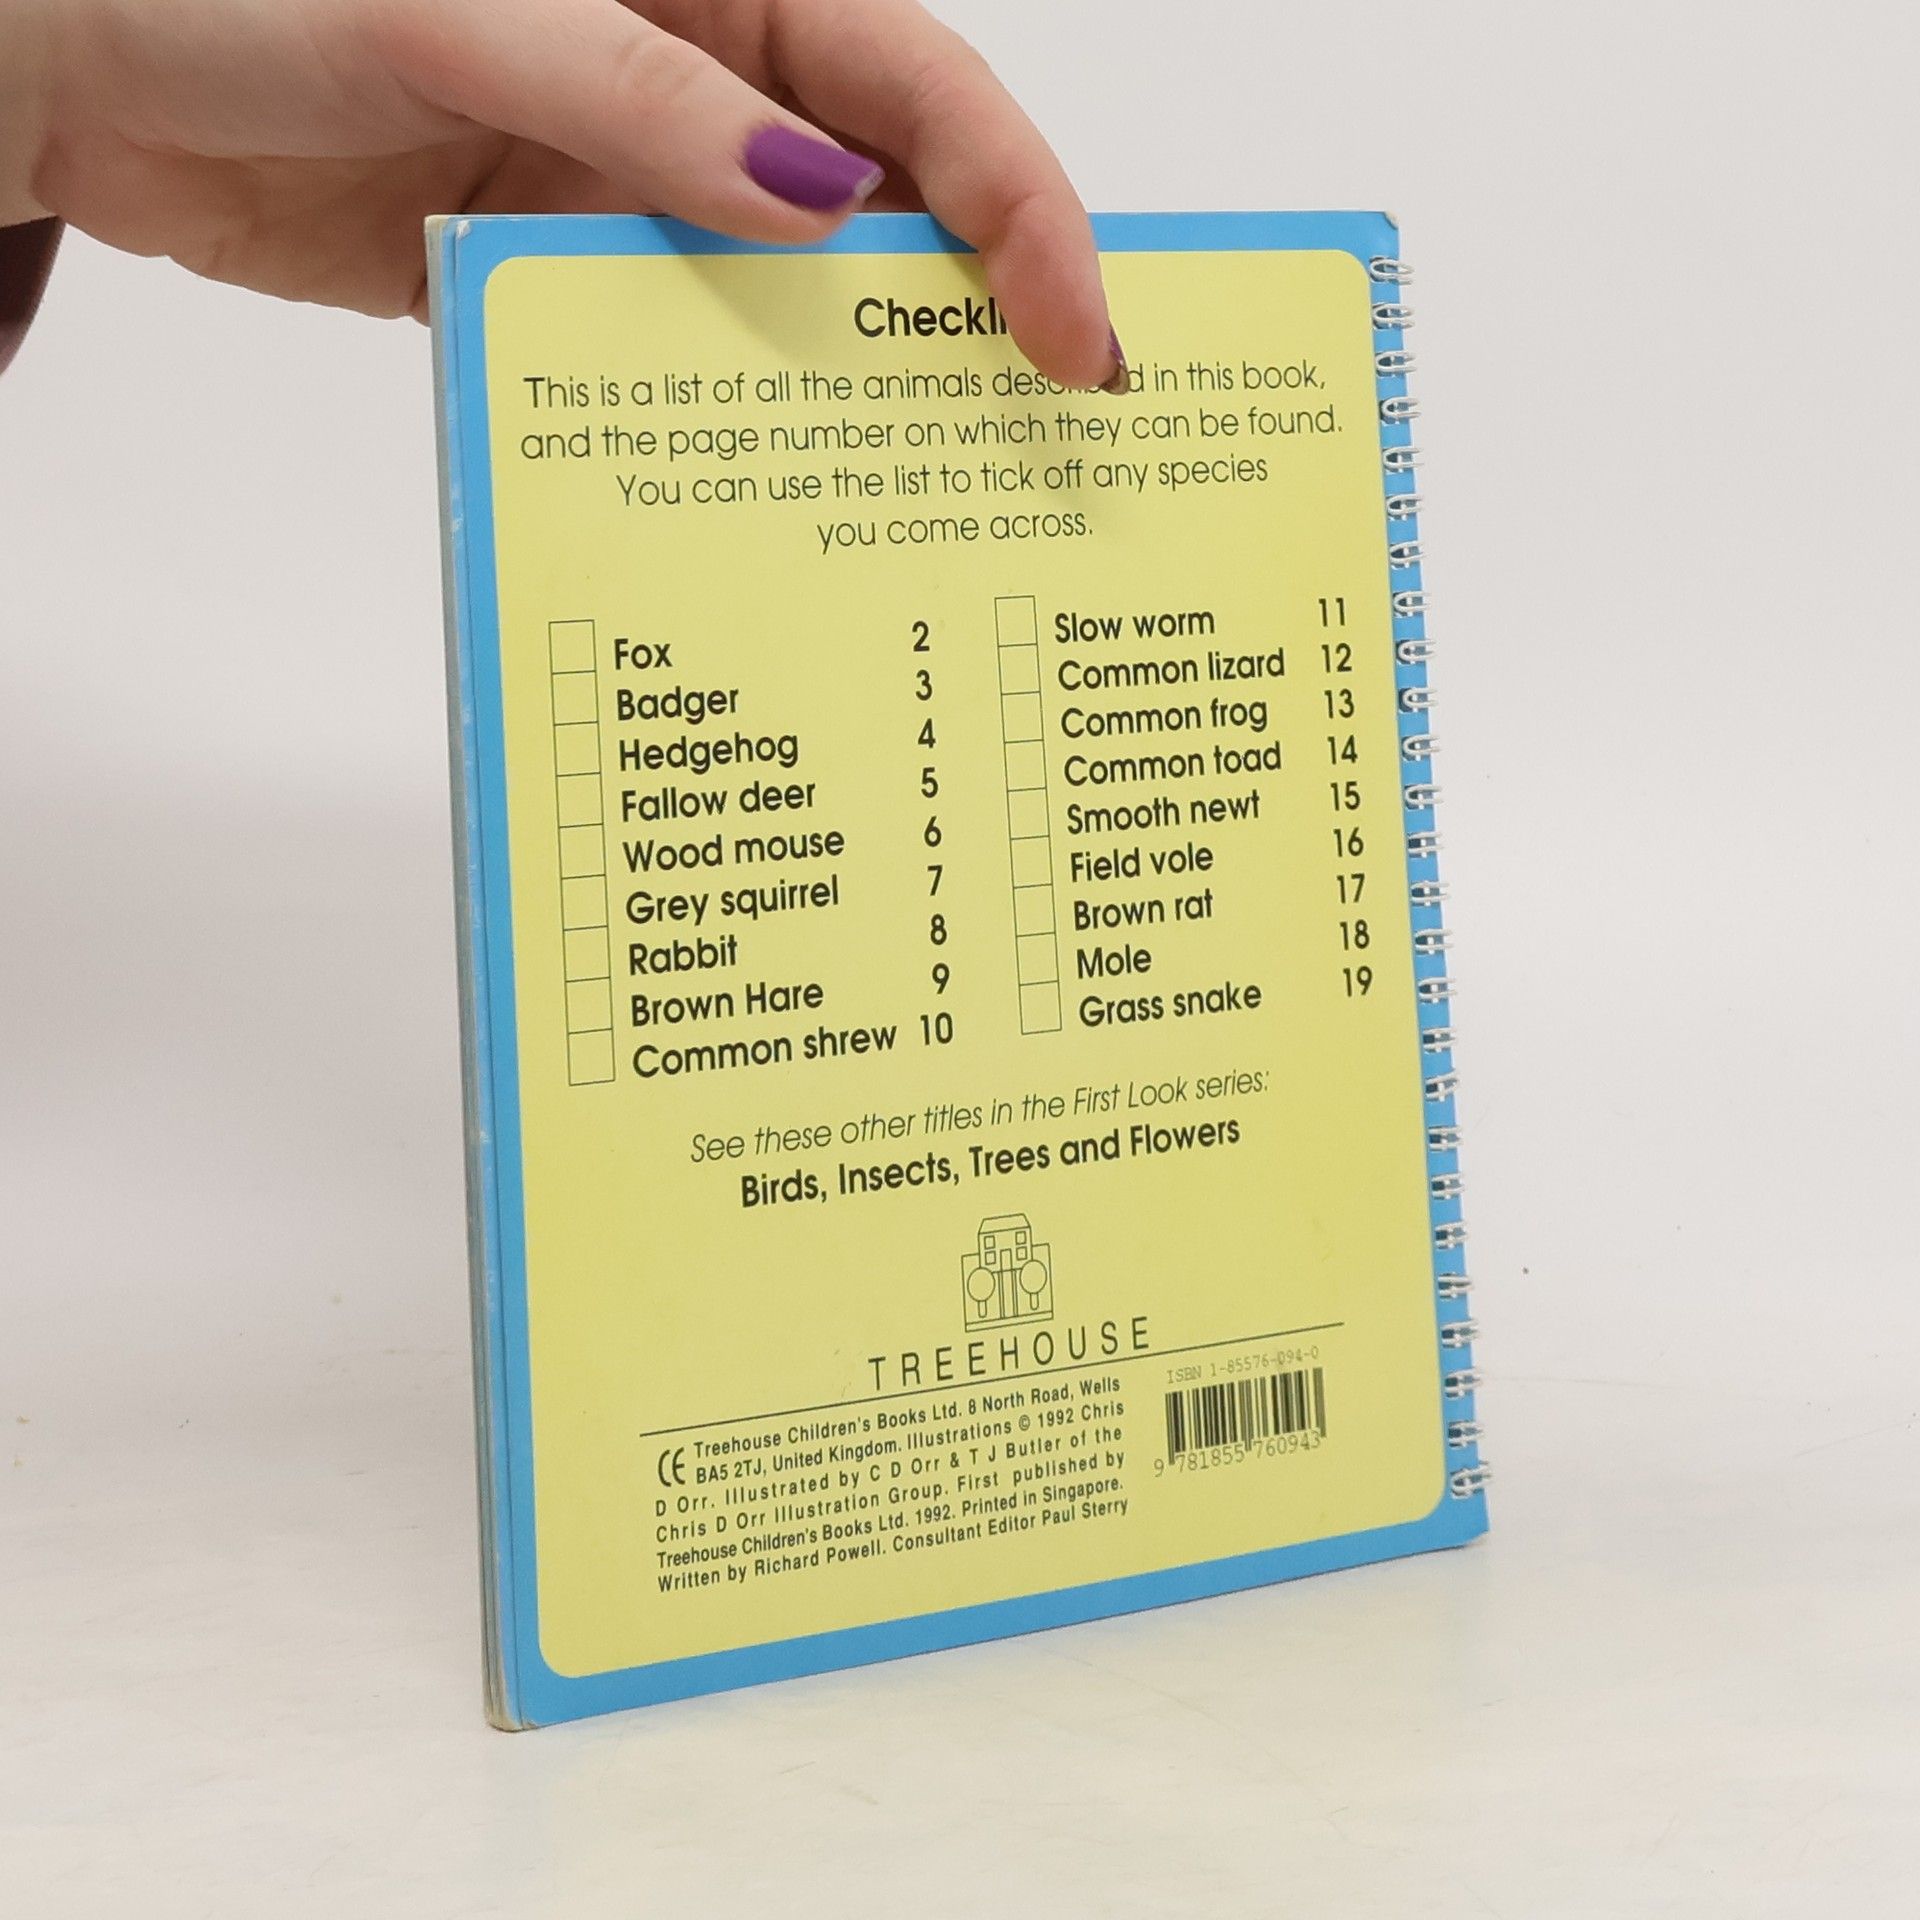 This is a list of all the animals in this book,
and the page number on which they can be found.
You can use the list to tick off any species
you come across.
Fox 2
Badger 3
Hedgehog 4
Fallow deer 5
Wood mouse 6
Grey squirrel 7
Rabbit 8
Brown Hare 9
Common shrew 10
Slow worm 11
Common lizard 12
Common frog 13
Common toad 14
Smooth newt 15
Field vole 16
Brown rat 17
Mole 18
Grass snake 19
See these other titles in the First Look series:
Birds, Insects, Trees and Flowers
TREEHOUSE
CE Treehouse Children's Books Ltd. 8 North Road, Wells
BA5 2TJ, United Kingdom. Illustrations © 1992 Chris
D Orr. Illustrated by C D Orr & T J Butler of the
Chris D Orr Illustration Group. First published by
Treehouse Children's Books Ltd. 1992. Printed in Singapore.
Written by Richard Powell. Consultant Editor Paul Sterry
ISBN 1-85576-094-0
9 781855 760943